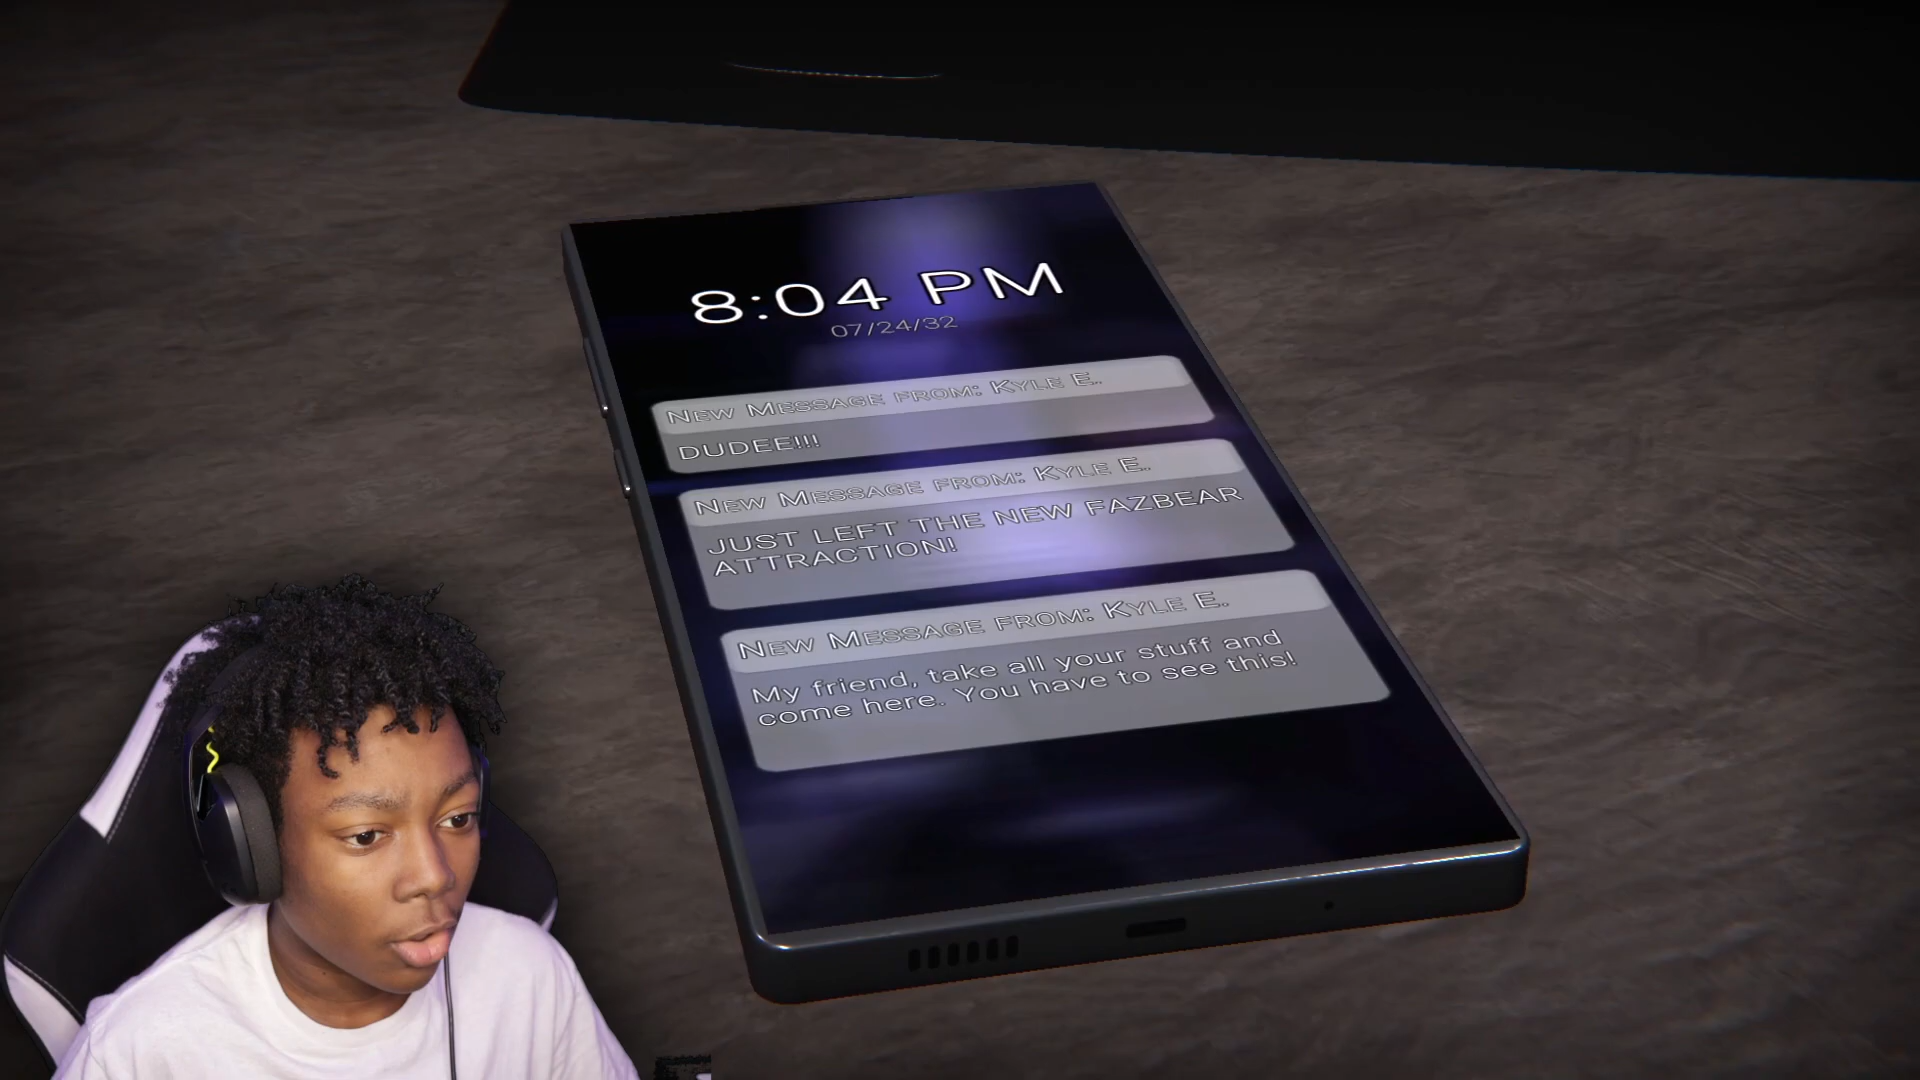 8:04 PM
07/24/32
New Message from: Kyle E.
DUDEE!!!
New Message from: Kyle E.
JUST LEFT THE NEW FAZBEAR
ATTRACTION!
New Message from: Kyle E.
My friend, take all your stuff and
come here. You have to see this!